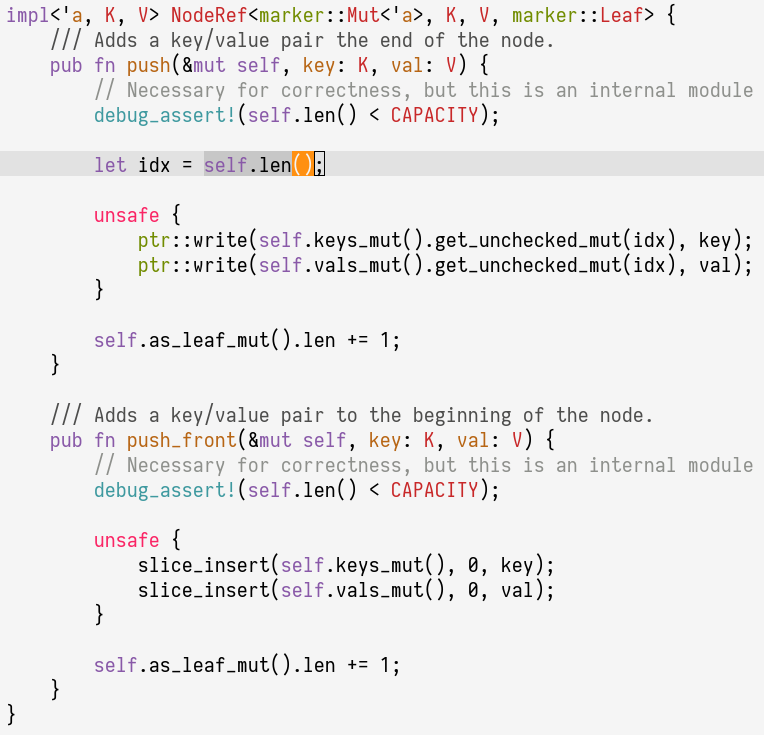 impl<'a, K, V> NodeRef<marker::Mut<'a>, K, V, marker::Leaf> {
    /// Adds a key/value pair the end of the node.
    pub fn push(&mut self, key: K, val: V) {
        // Necessary for correctness, but this is an internal module
        debug_assert!(self.len() < CAPACITY);

        let idx = self.len();

        unsafe {
            ptr::write(self.keys_mut().get_unchecked_mut(idx), key);
            ptr::write(self.vals_mut().get_unchecked_mut(idx), val);
        }

        self.as_leaf_mut().len += 1;
    }

    /// Adds a key/value pair to the beginning of the node.
    pub fn push_front(&mut self, key: K, val: V) {
        // Necessary for correctness, but this is an internal module
        debug_assert!(self.len() < CAPACITY);

        unsafe {
            slice_insert(self.keys_mut(), 0, key);
            slice_insert(self.vals_mut(), 0, val);
        }

        self.as_leaf_mut().len += 1;
    }
}